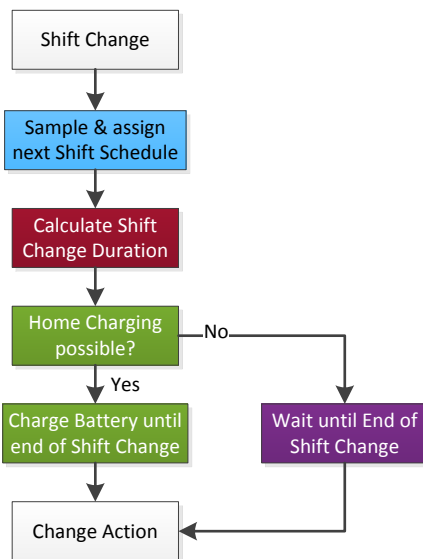 Shift Change
Sample & assign
next Shift Schedule
Calculate Shift
Change Duration
Home Charging
possible?
No
Yes
Charge Battery until
end of Shift Change
Wait until End of
Shift Change
Change Action